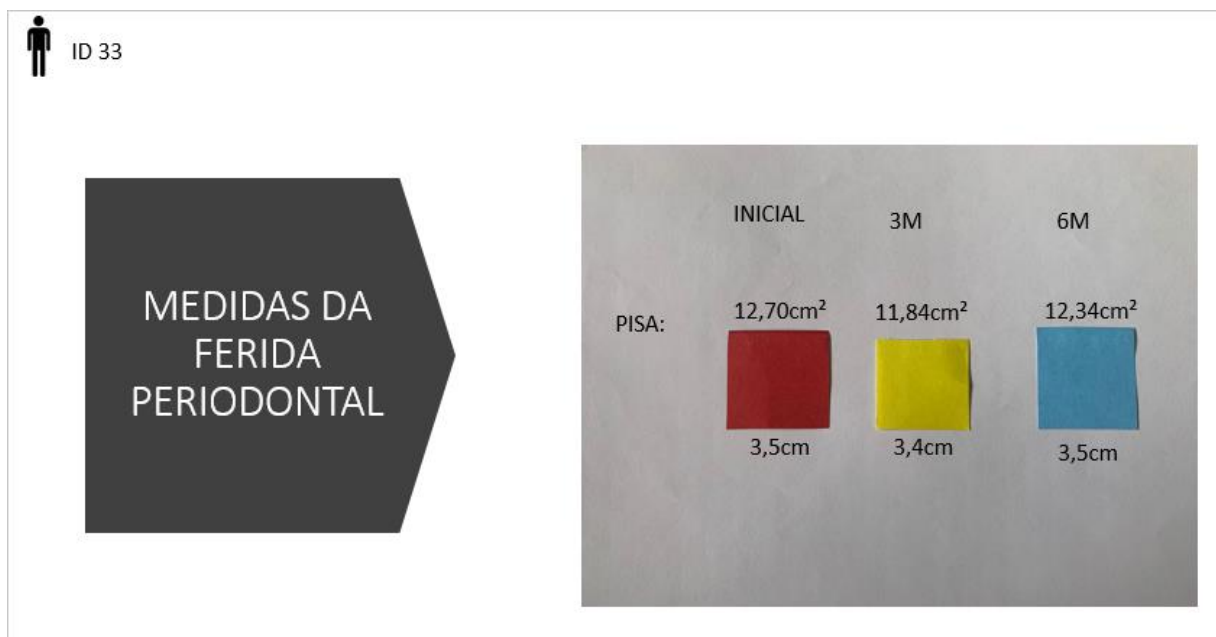 ID 33
MEDIDAS DA
FERIDA
PERIODONTAL
INICIAL 3M 6M
PISA: 12,70cm² 11,84cm² 12,34cm²
3,5cm 3,4cm 3,5cm